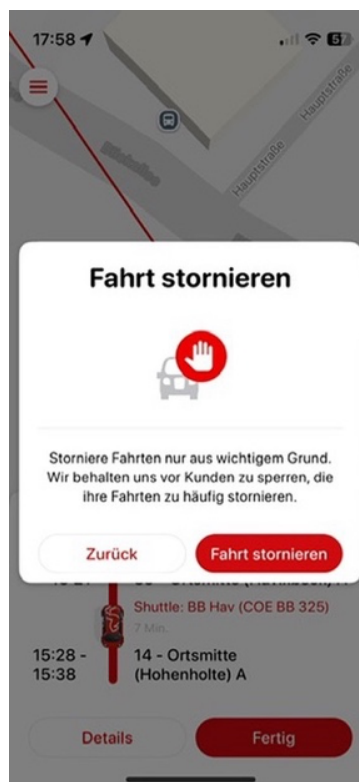 17:58
57
Hauptstraße
Hauptstraße
Fahrt stornieren
Storniere Fahrten nur aus wichtigem Grund.
Wir behalten uns vor Kunden zu sperren, die
ihre Fahrten zu häufig stornieren.
Zurück
Fahrt stornieren
Shuttle: BB Hav (COE BB 325)
7 Min.
15:28 -
15:38
14 - Ortsmitte
(Hohenholte) A
Details
Fertig